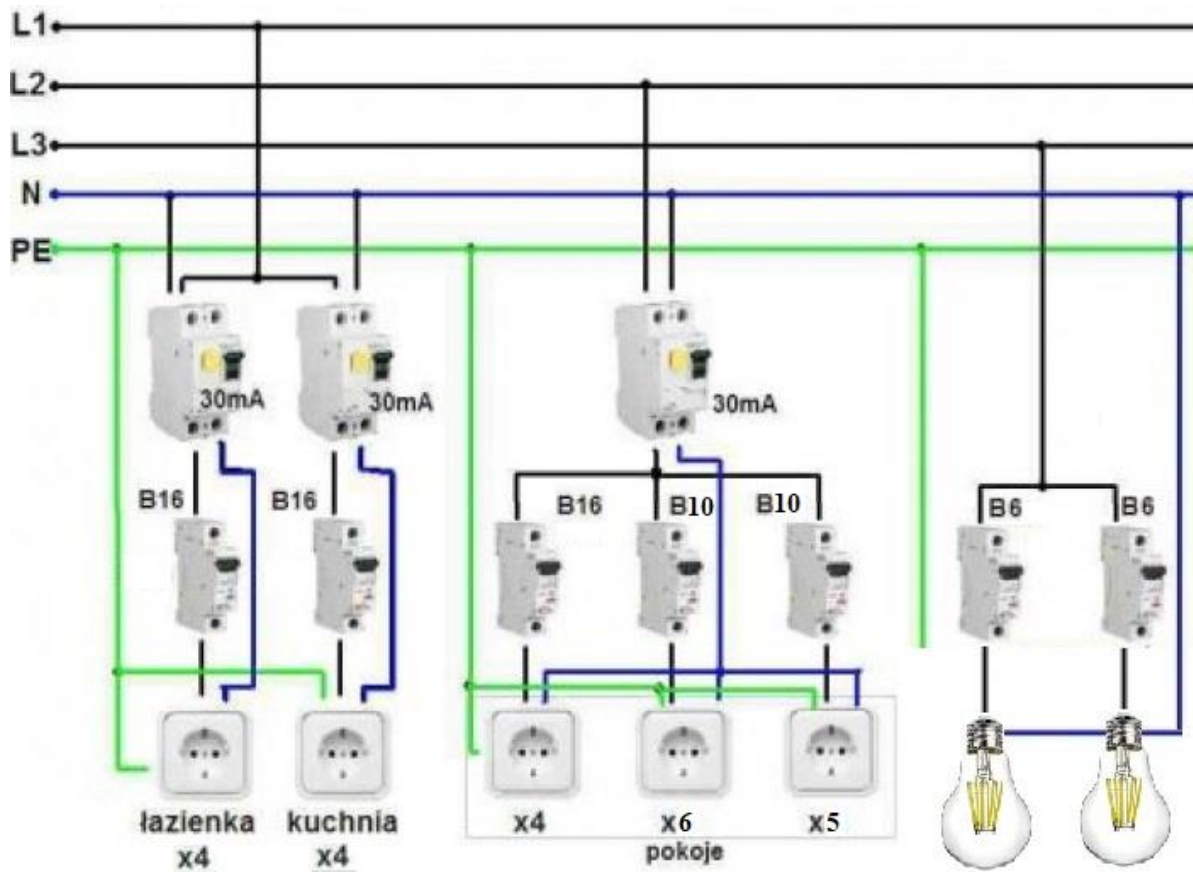 L1
L2
L3
N
PE
30mA 30mA 30mA
B16 B16 B16 B10 B10 B6 B6
łazienka kuchnia x4 x6 x5
x4 x4 pokoje